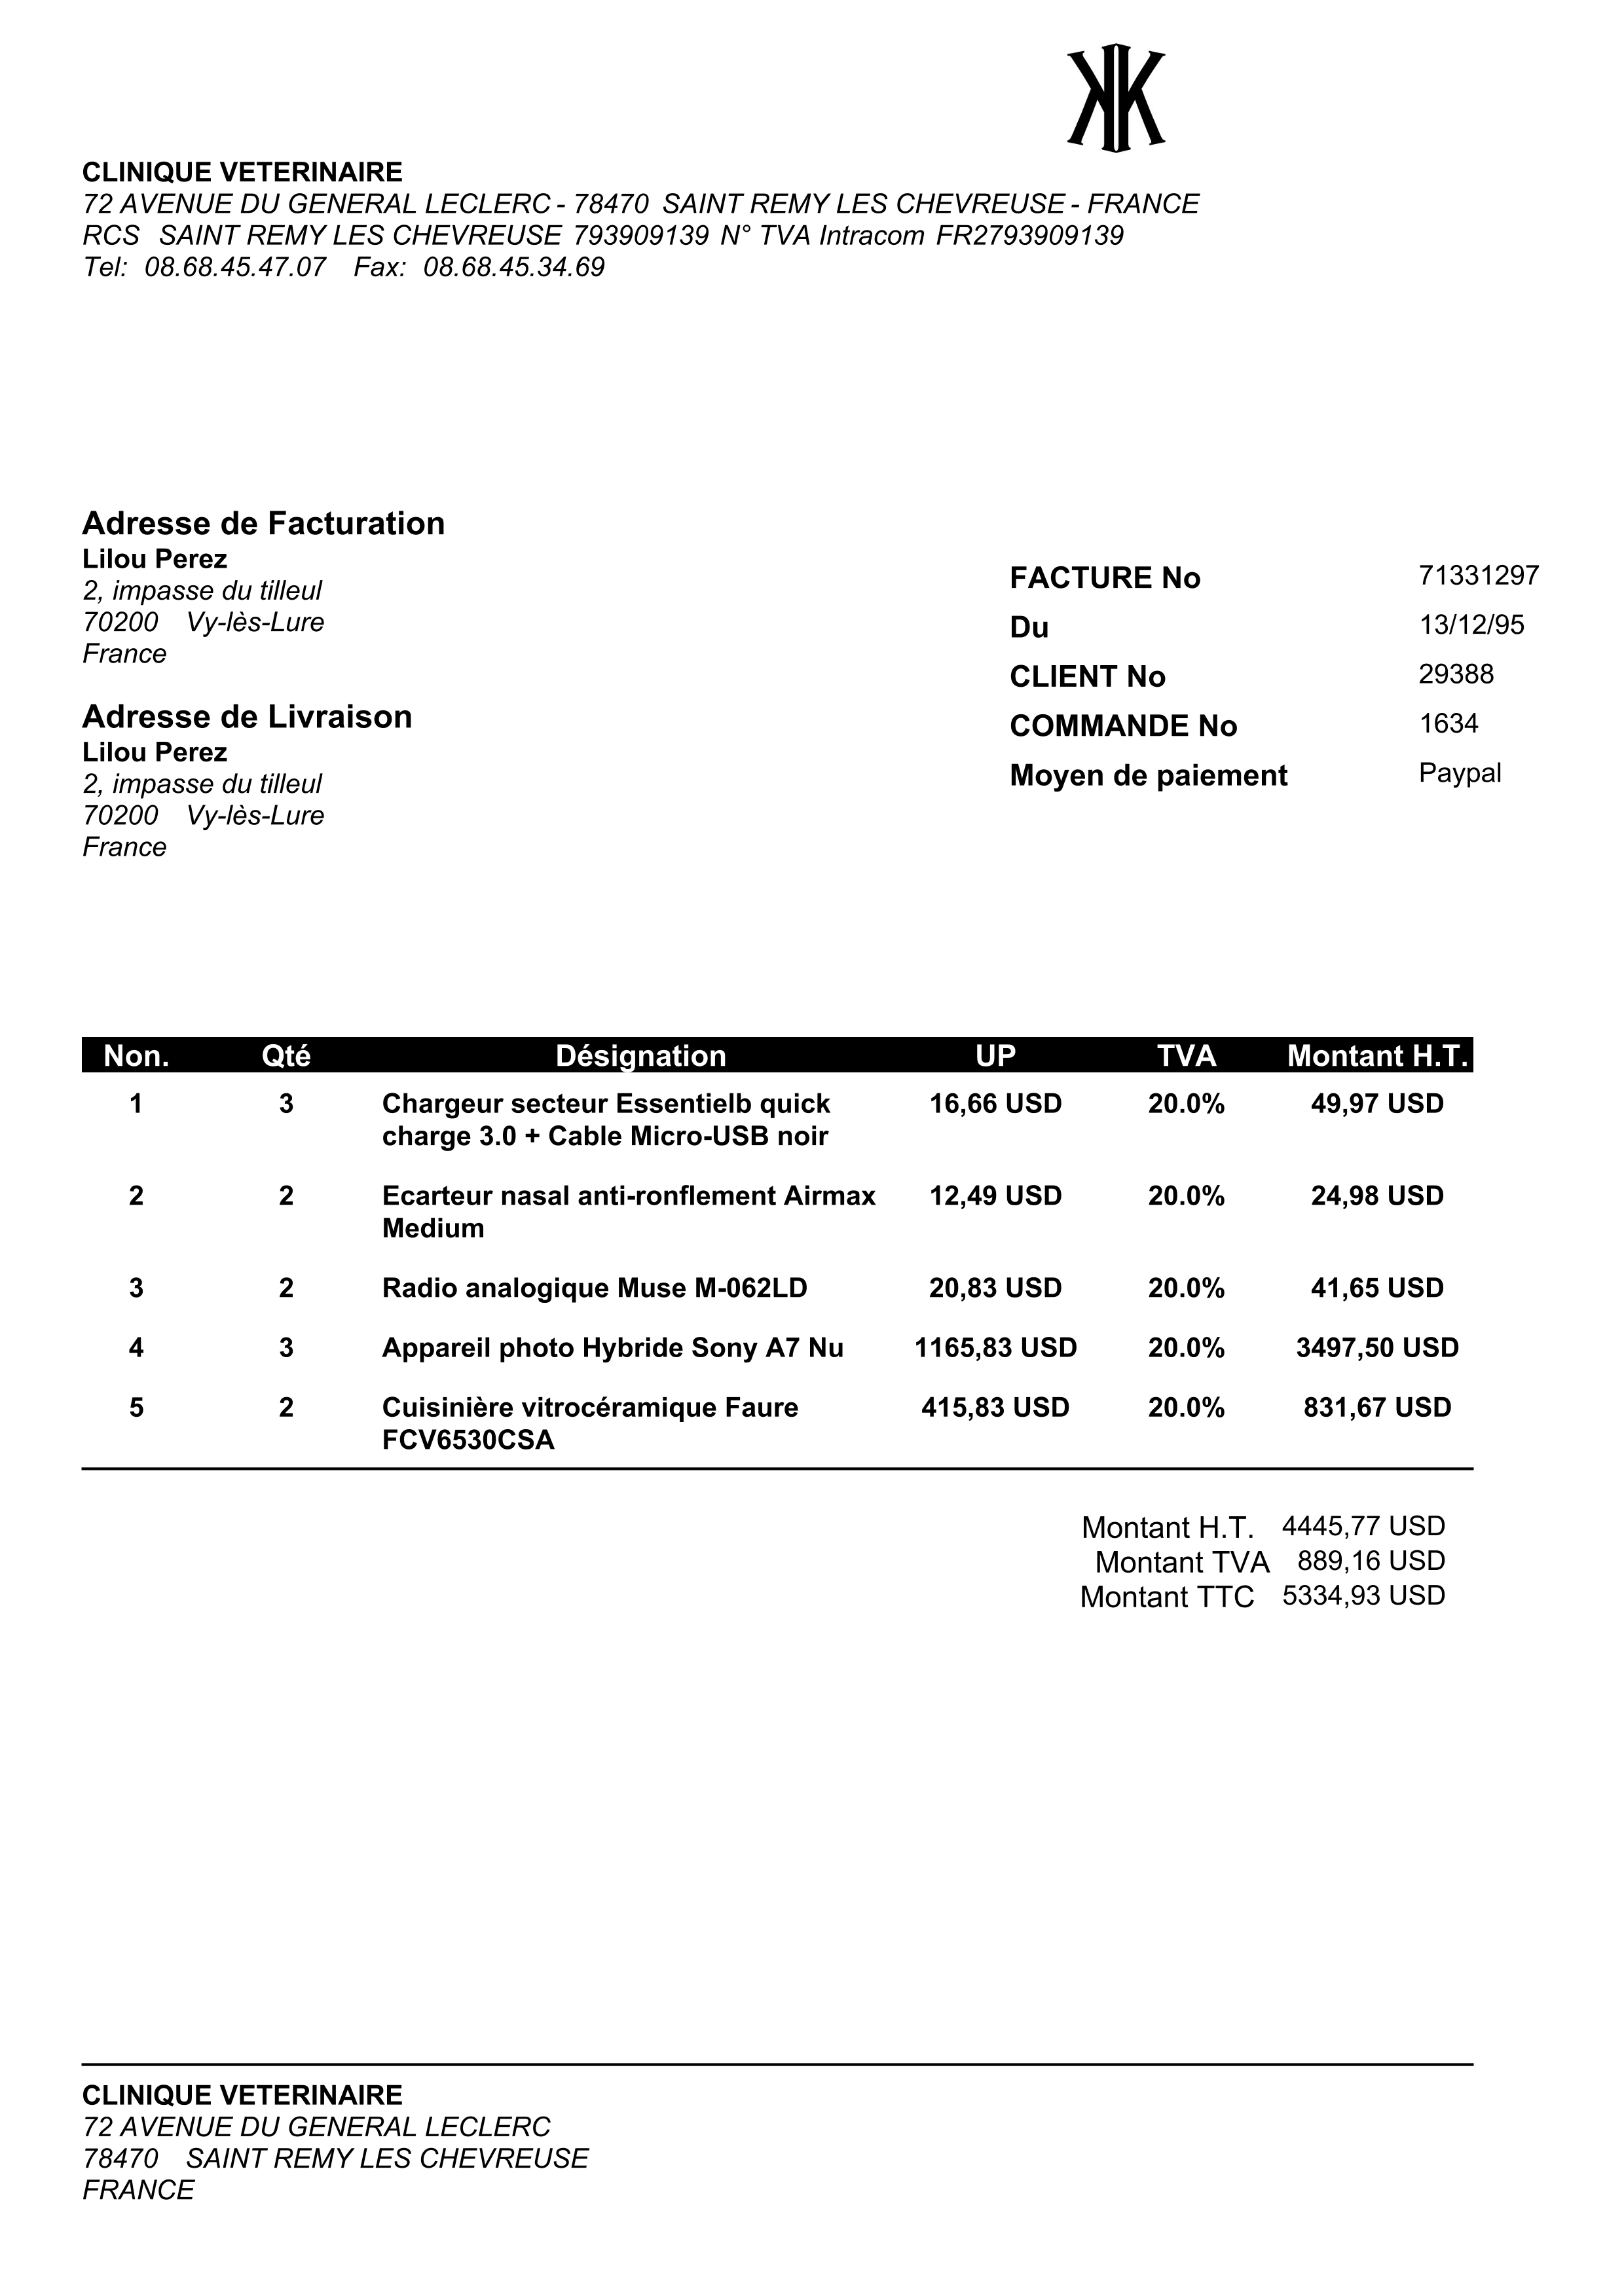 CLINIQUE VETERINAIRE
72 AVENUE DU GENERAL LECLERC - 78470 SAINT REMY LES CHEVREUSE - FRANCE
RCS SAINT REMY LES CHEVREUSE 793909139 N° TVA Intracom FR2793909139
Tel: 08.68.45.47.07 Fax: 08.68.45.34.69
Adresse de Facturation
Lilou Perez
2, impasse du tilleul
70200 Vy-lès-Lure
France
Adresse de Livraison
Lilou Perez
2, impasse du tilleul
70200 Vy-lès-Lure
France
FACTURE No 71331297
Du 13/12/95
CLIENT No 29388
COMMANDE No 1634
Moyen de paiement Paypal
Non. Qté Désignation UP TVA Montant H.T.
1 3 Chargeur secteur Essentielb quick 16,66 USD 20.0% 49,97 USD
charge 3.0 + Cable Micro-USB noir
2 2 Ecarteur nasal anti-ronflement Airmax 12,49 USD 20.0% 24,98 USD
Medium
3 2 Radio analogique Muse M-062LD 20,83 USD 20.0% 41,65 USD
4 3 Appareil photo Hybride Sony A7 Nu 1165,83 USD 20.0% 3497,50 USD
5 2 Cuisinière vitrocéramique Faure 415,83 USD 20.0% 831,67 USD
FCV6530CSA
Montant H.T. 4445,77 USD
Montant TVA 889,16 USD
Montant TTC 5334,93 USD
CLINIQUE VETERINAIRE
72 AVENUE DU GENERAL LECLERC
78470 SAINT REMY LES CHEVREUSE
FRANCE